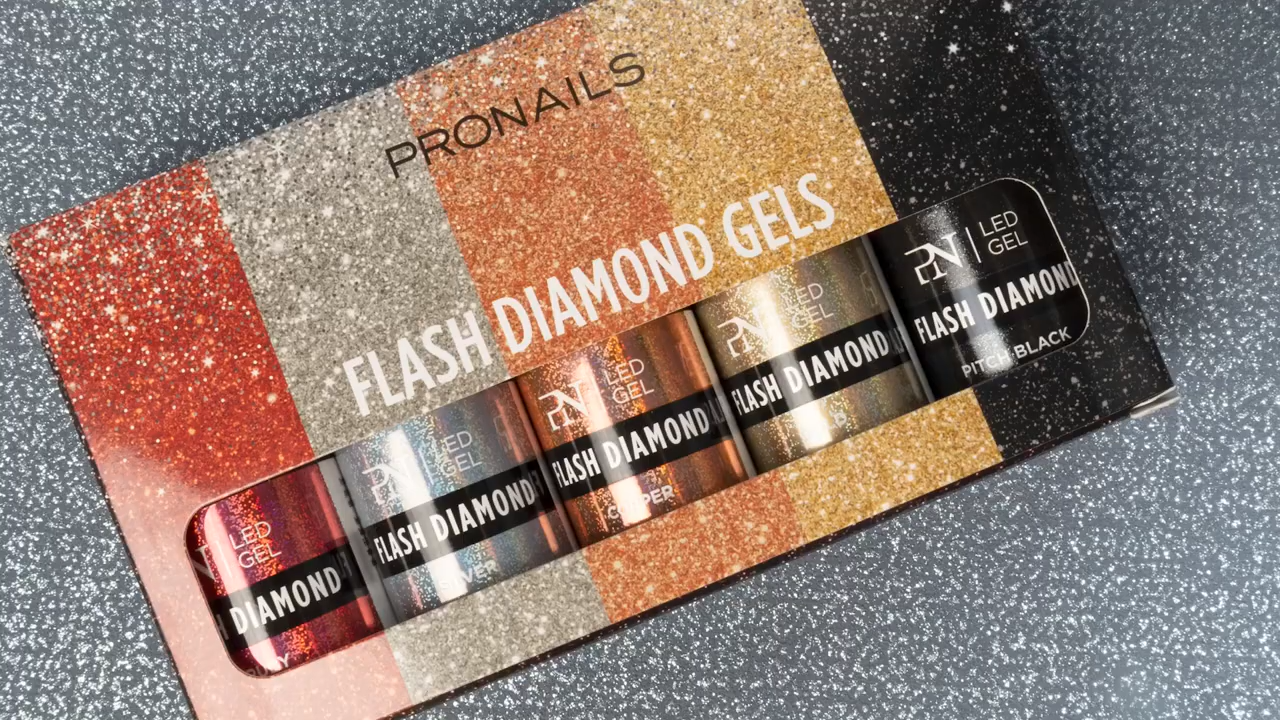 PRONAILS
FLASH DIAMOND GELS
LED
GEL
DIAMOND
PN LED
GEL
FLASH DIAMOND
SILVER
PN LED
GEL
FLASH DIAMOND
COPPER
PN LED
GEL
FLASH DIAMOND
PN | LED
GEL
FLASH DIAMOND
PITCH BLACK